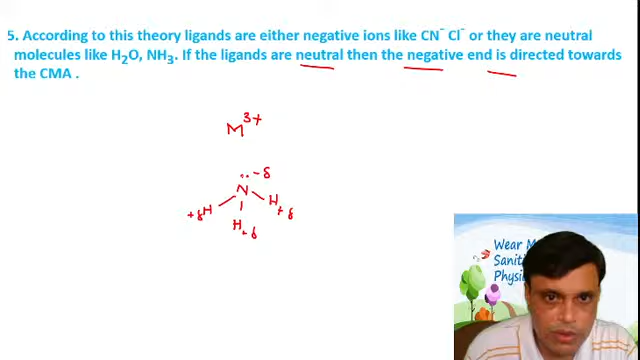 5. According to this theory ligands are either negative ions like CN⁻ Cl⁻ or they are neutral
molecules like H₂O, NH₃. If the ligands are neutral then the negative end is directed towards
the CMA .
M³⁺
.. -δ
N
+δH H+δ
H+δ
Wear M
Saniti
Physi